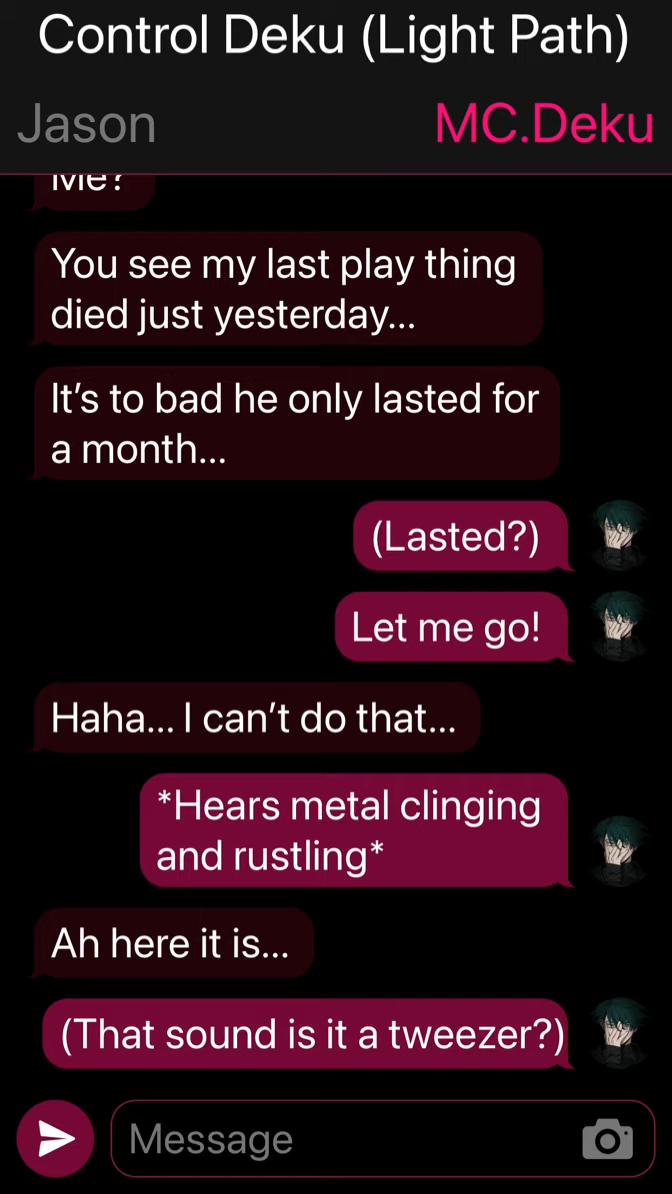 Control Deku (Light Path)
Jason
MC.Deku
Me?
You see my last play thing
died just yesterday...
It's to bad he only lasted for
a month...
(Lasted?)
Let me go!
Haha... I can't do that...
*Hears metal clinging
and rustling*
Ah here it is...
(That sound is it a tweezer?)
Message